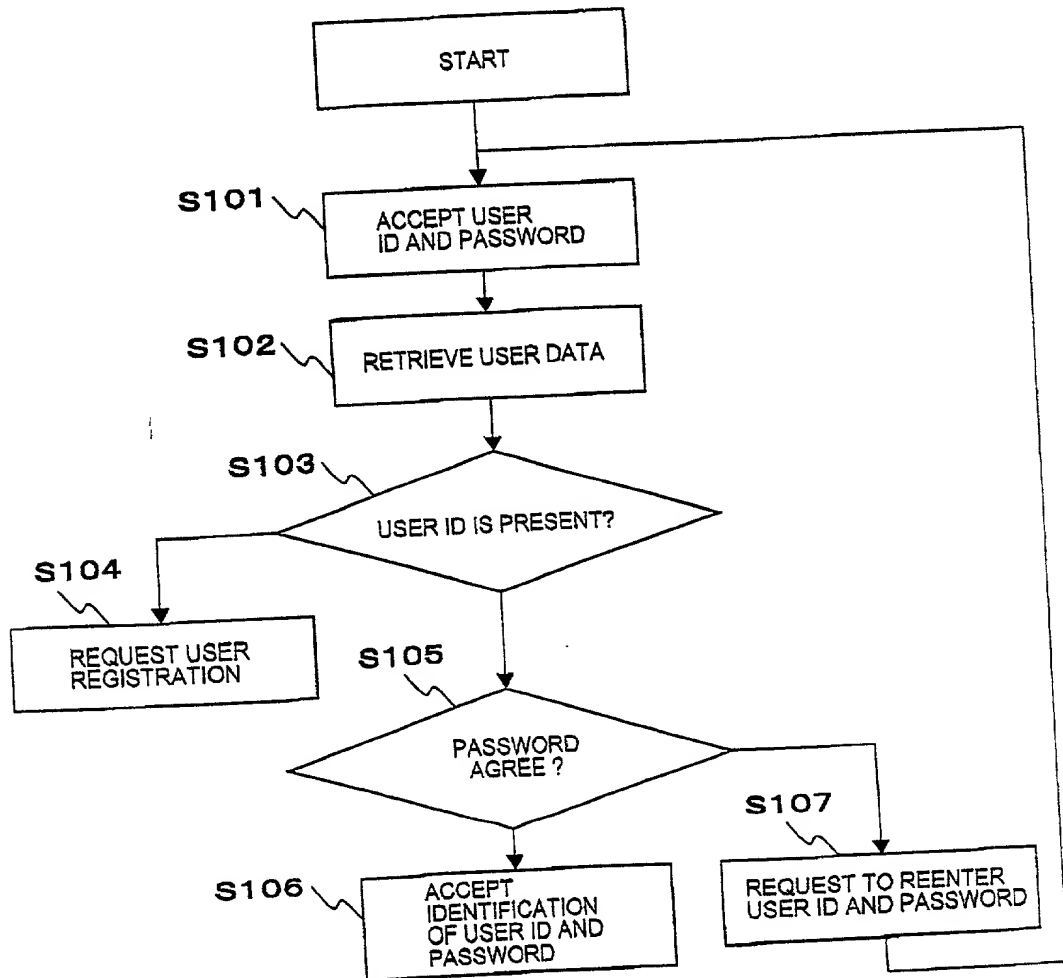 START
S101
ACCEPT USER
ID AND PASSWORD
S102
RETRIEVE USER DATA
S103
USER ID IS PRESENT?
S104
REQUEST USER
REGISTRATION
S105
PASSWORD
AGREE ?
S106
ACCEPT
IDENTIFICATION
OF USER ID AND
PASSWORD
S107
REQUEST TO REENTER
USER ID AND PASSWORD